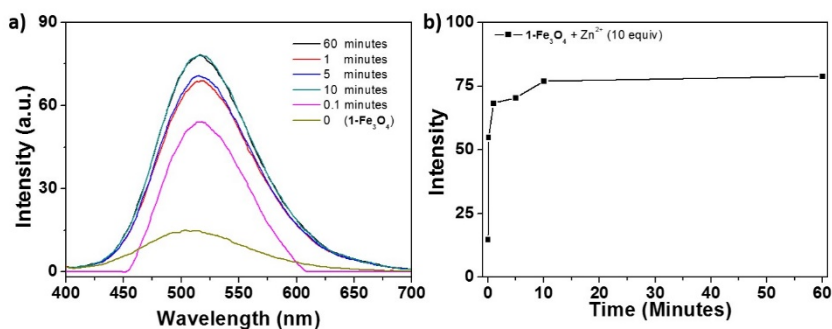 a)
Intensity (a.u.)
90
60
30
0
400 450 500 550 600 650 700
Wavelength (nm)
60 minutes
1 minutes
5 minutes
10 minutes
0.1 minutes
0 (1-Fe₃O₄)
b)
Intensity
100
75
50
25
0
0 10 20 30 40 50 60
Time (Minutes)
1-Fe₃O₄ + Zn²⁺ (10 equiv)